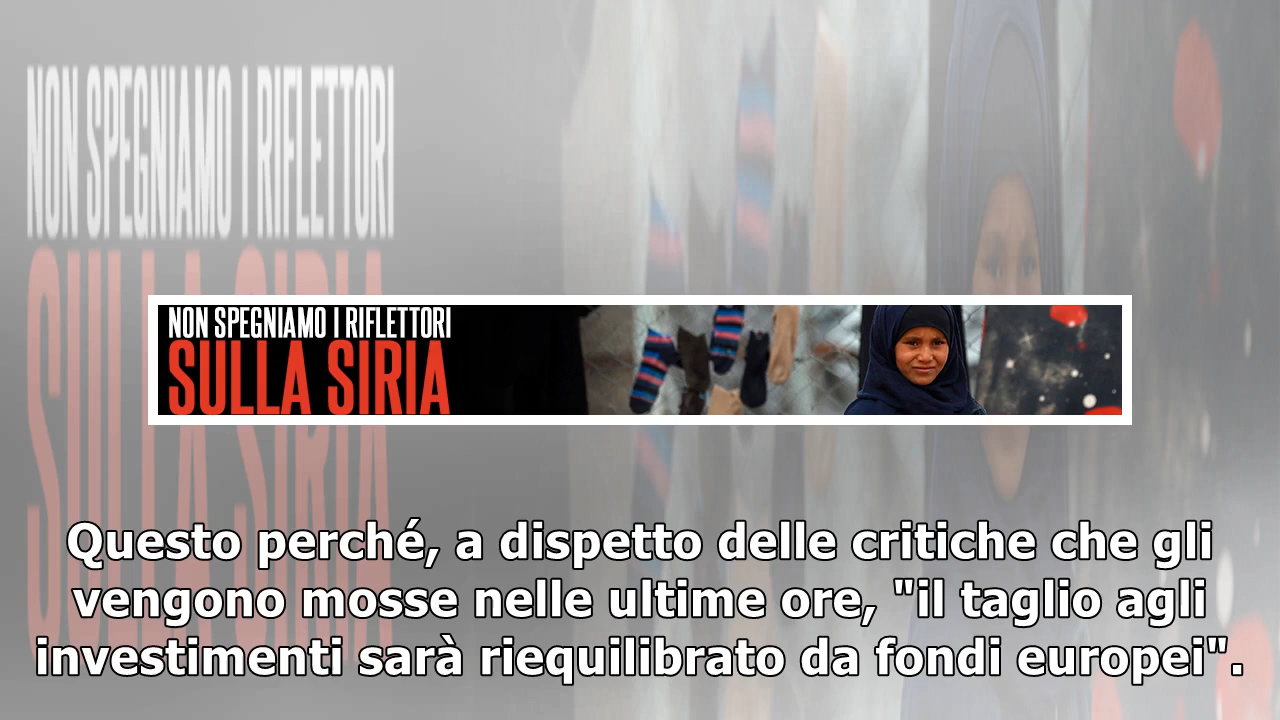 NON SPEGNIAMO I RIFLETTORI
SULLA SIRIA
NON SPEGNIAMO I RIFLETTORI
SULLA SIRIA
Questo perché, a dispetto delle critiche che gli
vengono mosse nelle ultime ore, "il taglio agli
investimenti sarà riequilibrato da fondi europei".